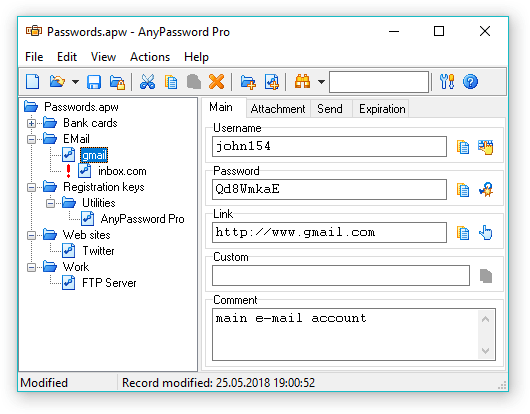 Passwords.apw - AnyPassword Pro
File Edit View Actions Help
Passwords.apw
Bank cards
EMail
gmail
inbox.com
Registration keys
Utilities
AnyPassword Pro
Web sites
Twitter
Work
FTP Server
Main Attachment Send Expiration
Username
john154
Password
Qd8WmkaE
Link
http://www.gmail.com
Custom
Comment
main e-mail account
Modified Record modified: 25.05.2018 19:00:52